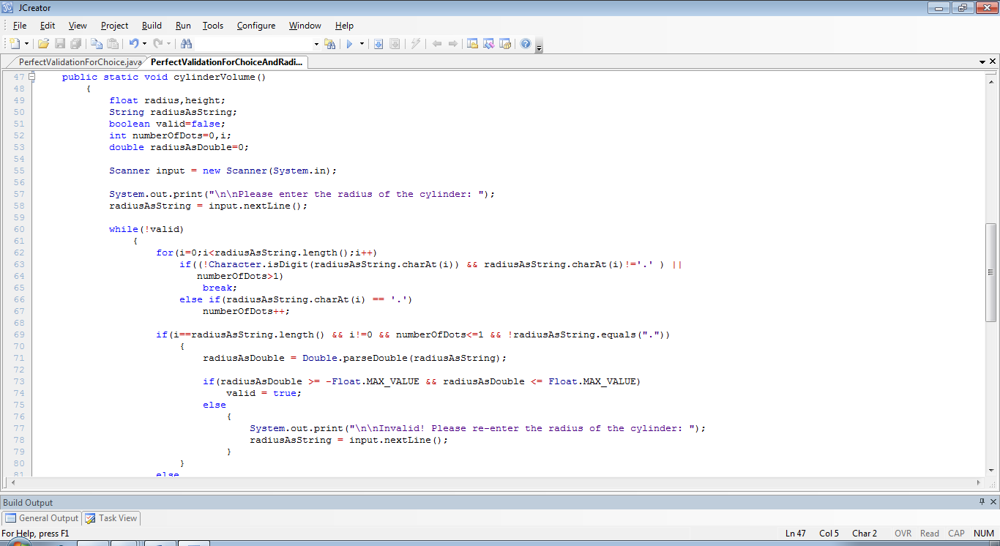 JCreator
File Edit View Project Build Run Tools Configure Window Help
PerfectValidationForChoice.java PerfectValidationForChoiceAndRadi...
47 public static void cylinderVolume()
48 {
49 float radius,height;
50 String radiusAsString;
51 boolean valid=false;
52 int numberOfDots=0,i;
53 double radiusAsDouble=0;
54
55 Scanner input = new Scanner(System.in);
56
57 System.out.print("\n\nPlease enter the radius of the cylinder: ");
58 radiusAsString = input.nextLine();
59
60 while(!valid)
61 {
62 for(i=0;i<radiusAsString.length();i++)
63 if((!Character.isDigit(radiusAsString.charAt(i)) && radiusAsString.charAt(i)!='.' ) ||
64 numberOfDots>1)
65 break;
66 else if(radiusAsString.charAt(i) == '.')
67 numberOfDots++;
68
69 if(i==radiusAsString.length() && i!=0 && numberOfDots<=1 && !radiusAsString.equals("."))
70 {
71 radiusAsDouble = Double.parseDouble(radiusAsString);
72
73 if(radiusAsDouble >= -Float.MAX_VALUE && radiusAsDouble <= Float.MAX_VALUE)
74 valid = true;
75 else
76 {
77 System.out.print("\n\nInvalid! Please re-enter the radius of the cylinder: ");
78 radiusAsString = input.nextLine();
79 }
80 }
81 else
Build Output
General Output Task View
For Help, press F1 Ln 47 Col 5 Char 2 OVR Read CAP NUM